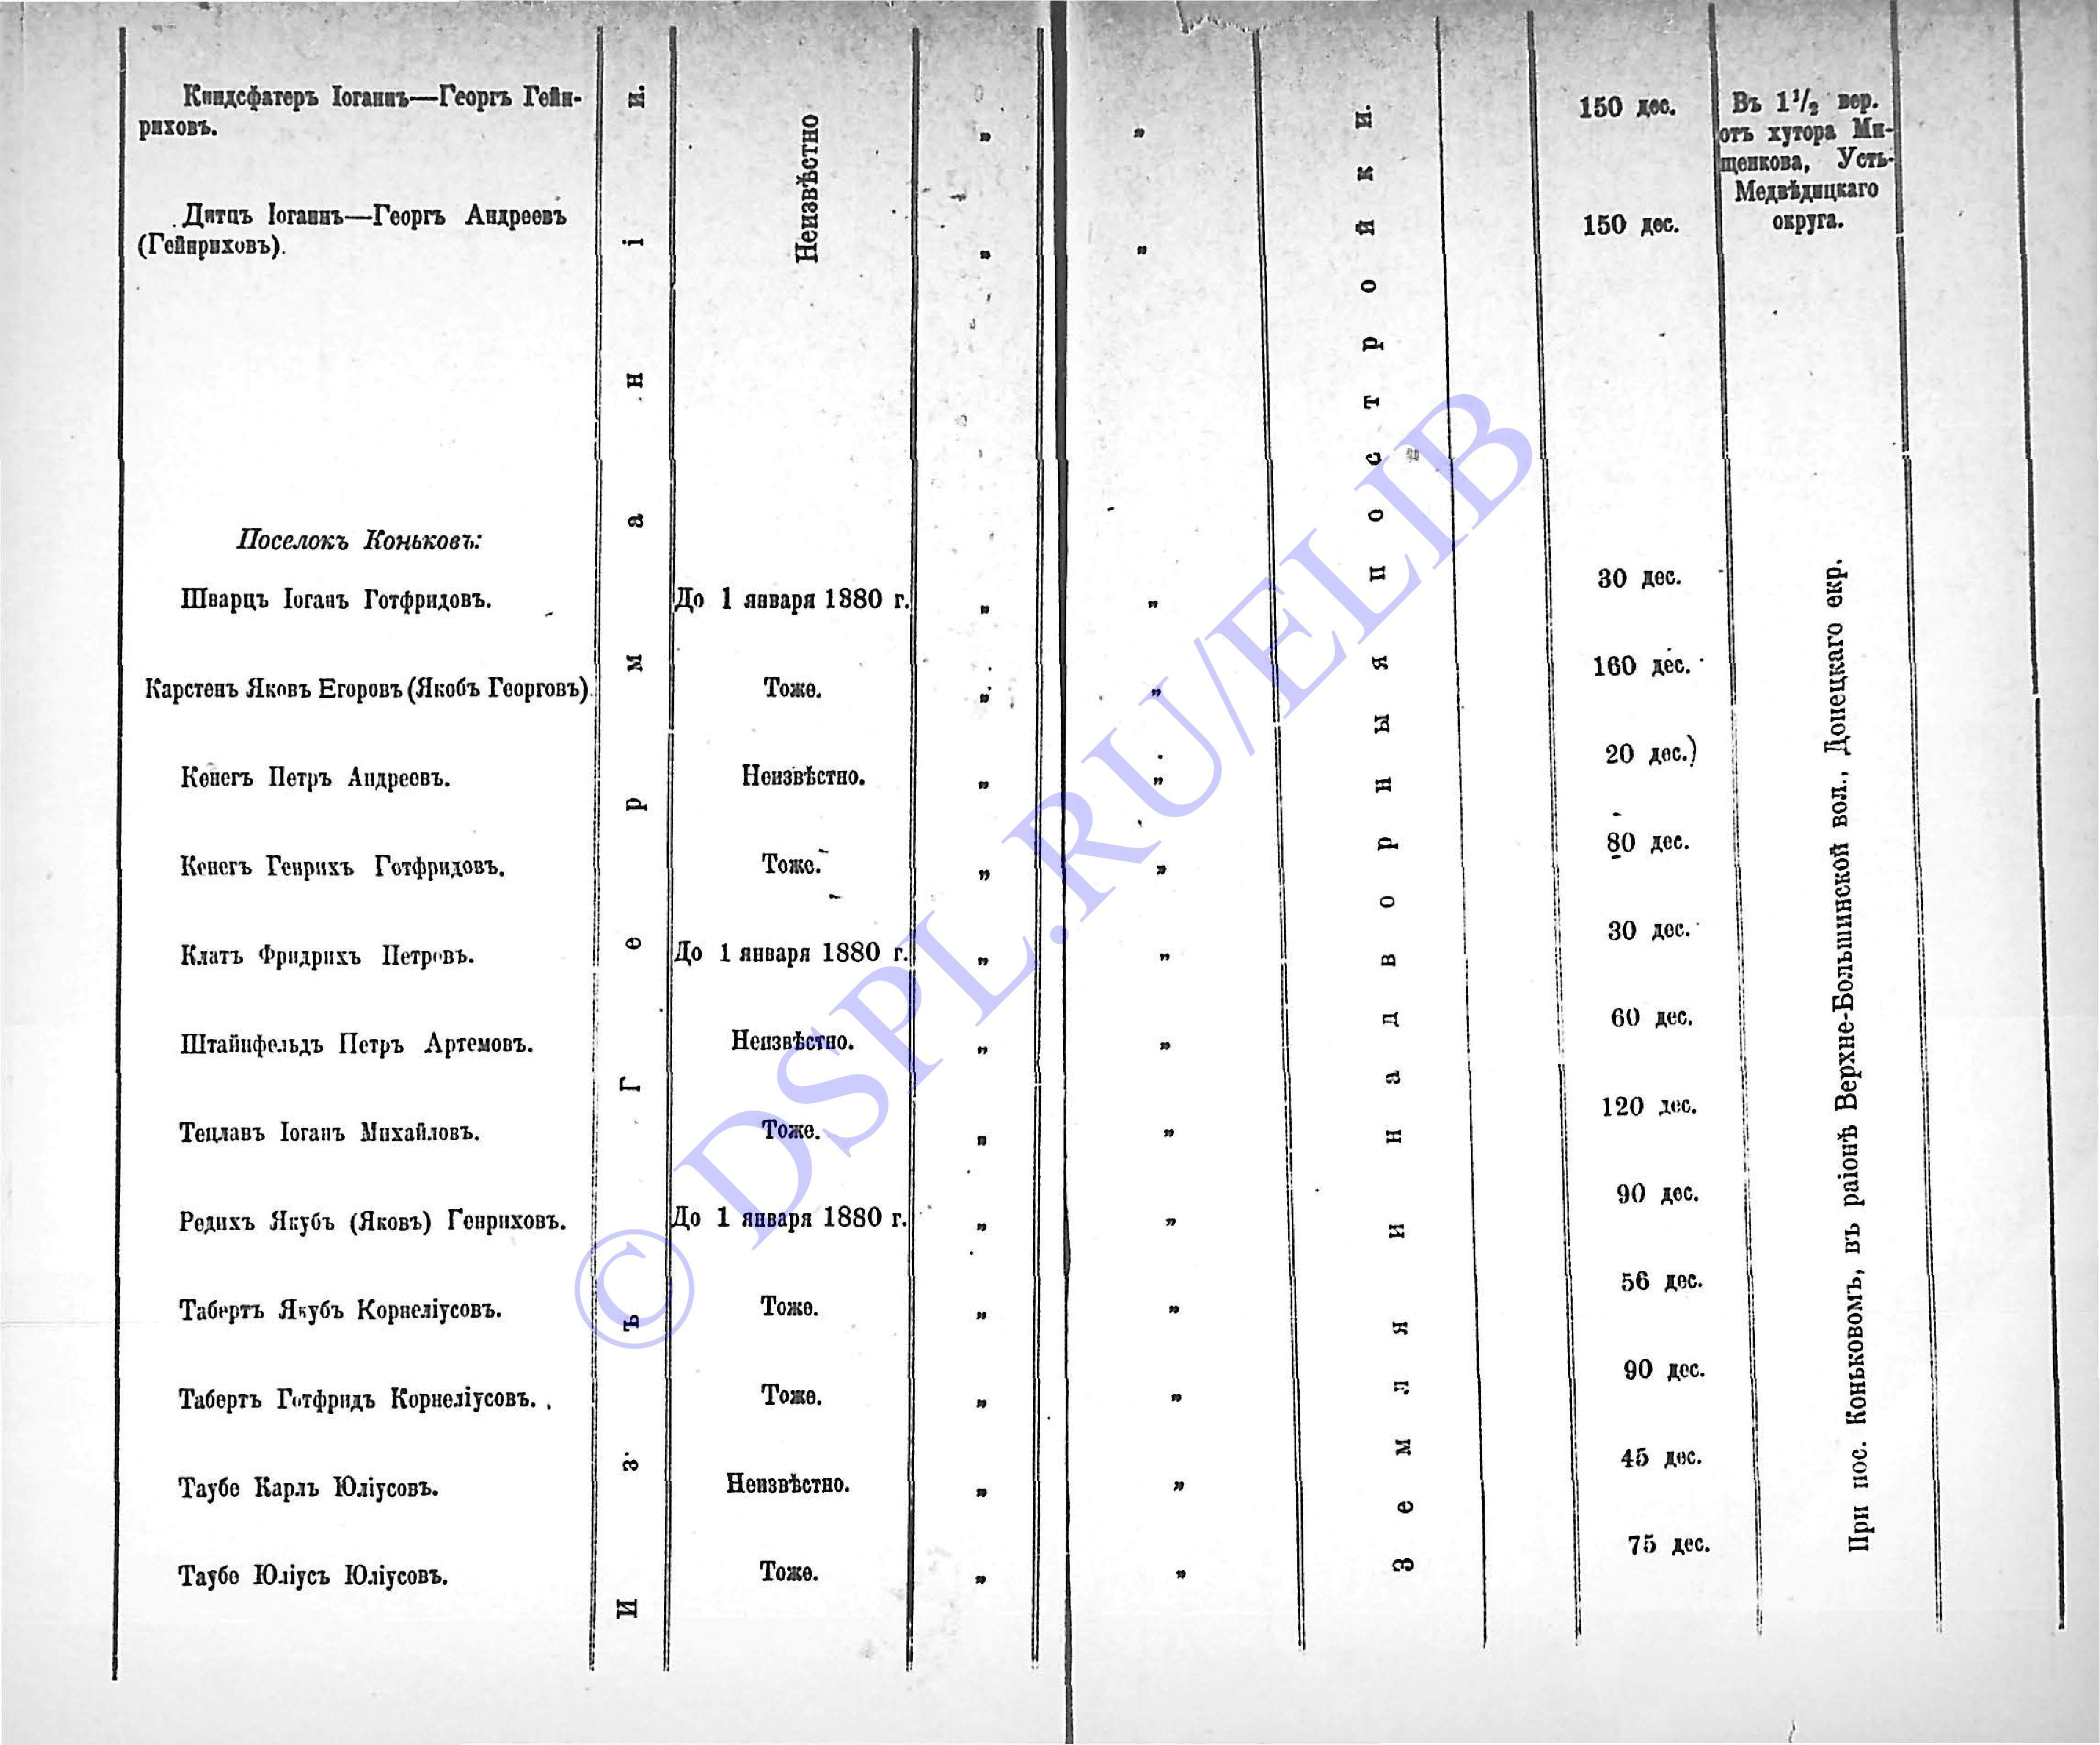 Киндсфатеръ Іоганнъ—Георгъ Гейн-
риховъ.
Неизвѣстно
„
„
150 дес.
Въ 1½ вер.
отъ хутора Ми-
щенкова, Усть-
Медвѣдицкаго
округа.
Дитцъ Іоганнъ—Георгъ Андреевъ
(Гейнриховъ).
„
„
150 дес.
Изъ Германіи.
Земля и надворныя постройки.
Поселокъ Коньковъ:
Шварцъ Іоганъ Готфридовъ.
До 1 января 1880 г.
„
„
30 дес.
Карстенъ Яковъ Егоровъ (Якобъ Георговъ).
Тоже.
„
„
160 дес.
Кенегъ Петръ Андреевъ.
Неизвѣстно.
„
„
20 дес.)
Кенегъ Генрихъ Готфридовъ.
Тоже.
„
„
80 дес.
Клатъ Фридрихъ Петровъ.
До 1 января 1880 г.
„
„
30 дес.
Штайнфельдъ Петръ Артемовъ.
Неизвѣстно.
„
„
60 дес.
Тецлавъ Іоганъ Михайловъ.
Тоже.
„
„
120 дес.
Редихъ Якубъ (Яковъ) Генриховъ.
До 1 января 1880 г.
„
„
90 дес.
Табертъ Якубъ Корнеліусовъ.
Тоже.
„
„
56 дес.
Табертъ Готфридъ Корнеліусовъ.
Тоже.
„
„
90 дес.
Таубе Карлъ Юліусовъ.
Неизвѣстно.
„
„
45 дес.
Таубе Юліусъ Юліусовъ.
Тоже.
„
„
75 дес.
При пос. Коньковомъ, въ раіонѣ Верхне-Большинской вол., Донецкаго окр.
© DSPL.RU/ELIB